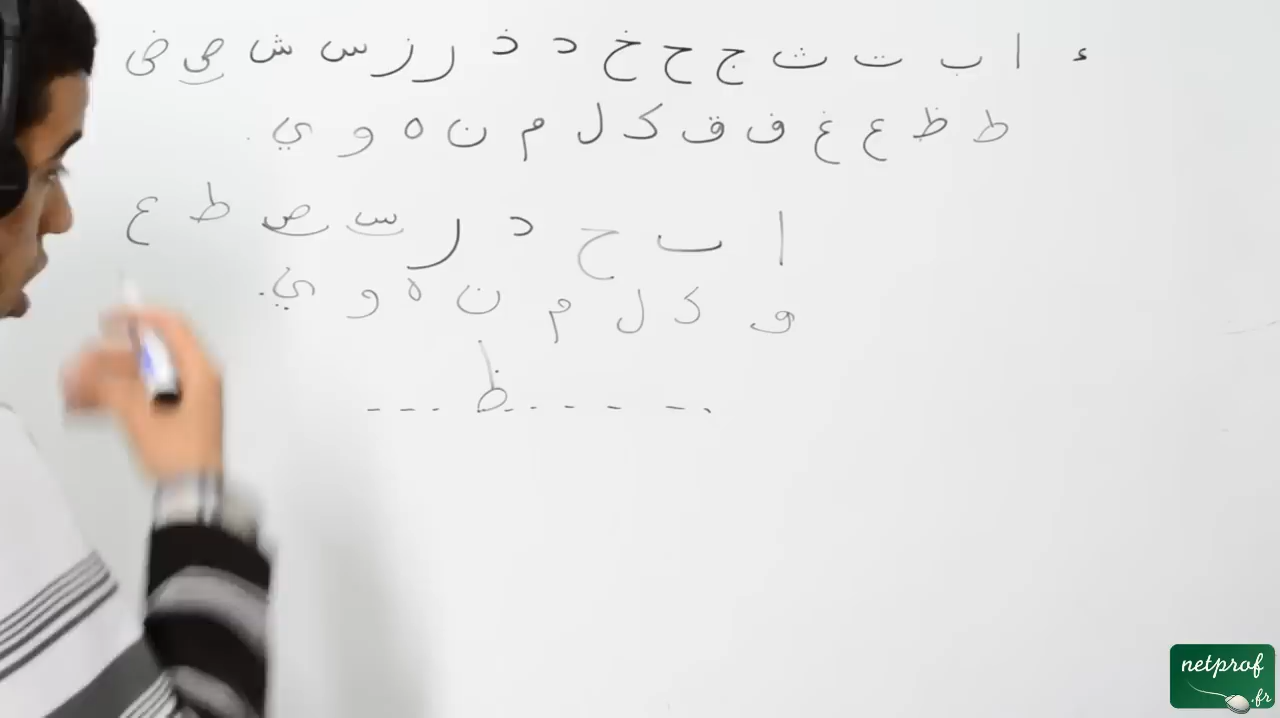 ء ا ب ت ث ج ح خ د ذ ر ز س ش ص ض
ط ظ ع غ ف ق ك ل م ن ه و ي .
ا ب ح د ر س ص ط ع
و ك ل م ن ه و ي .
ظ
netprof
.fr